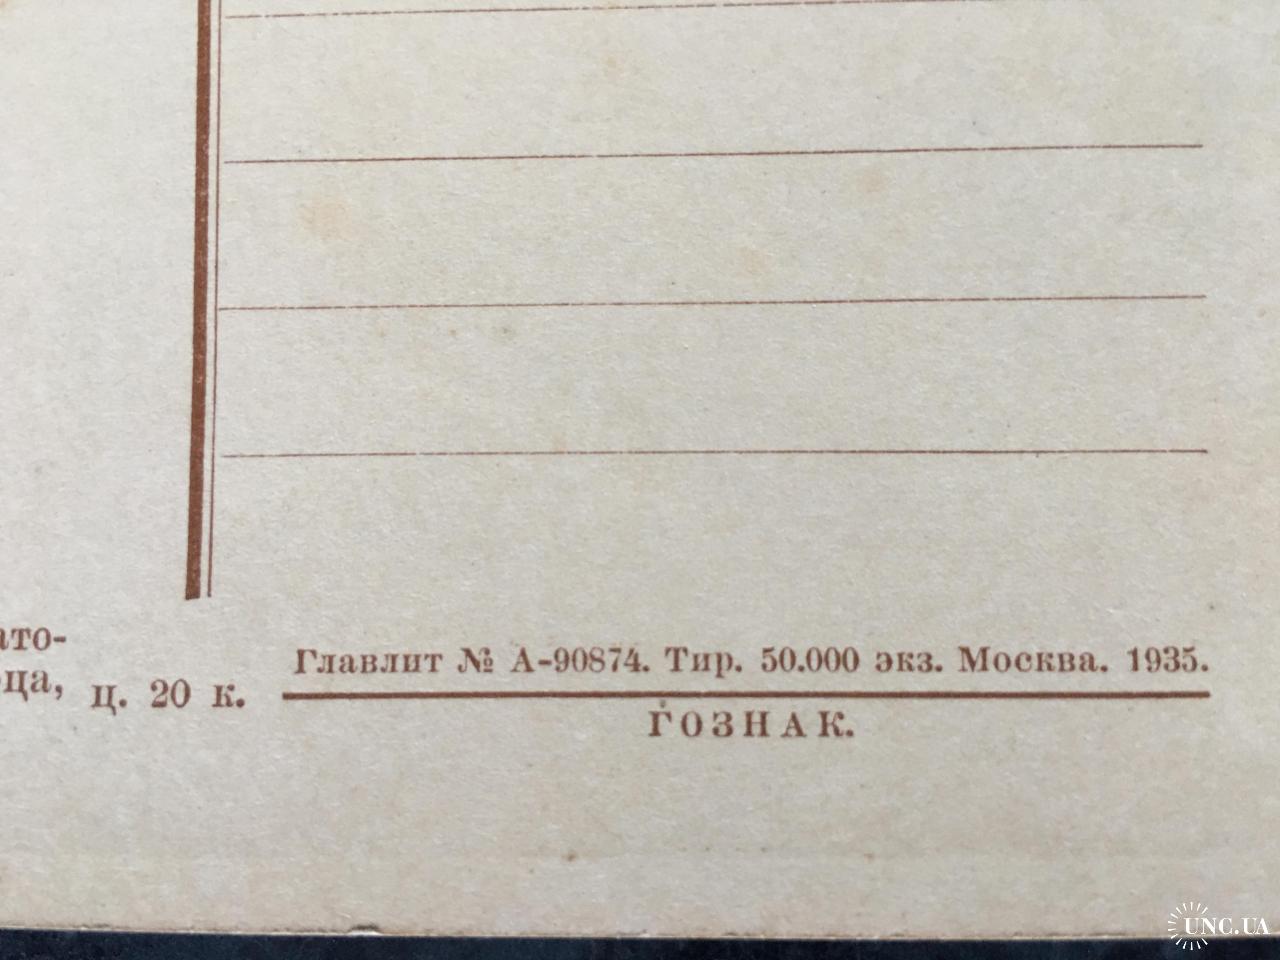 ато-
ца, ц. 20 к.
Главлит № А-90874. Тир. 50.000 экз. Москва. 1935.
ГОЗНАК.
UNC.UA